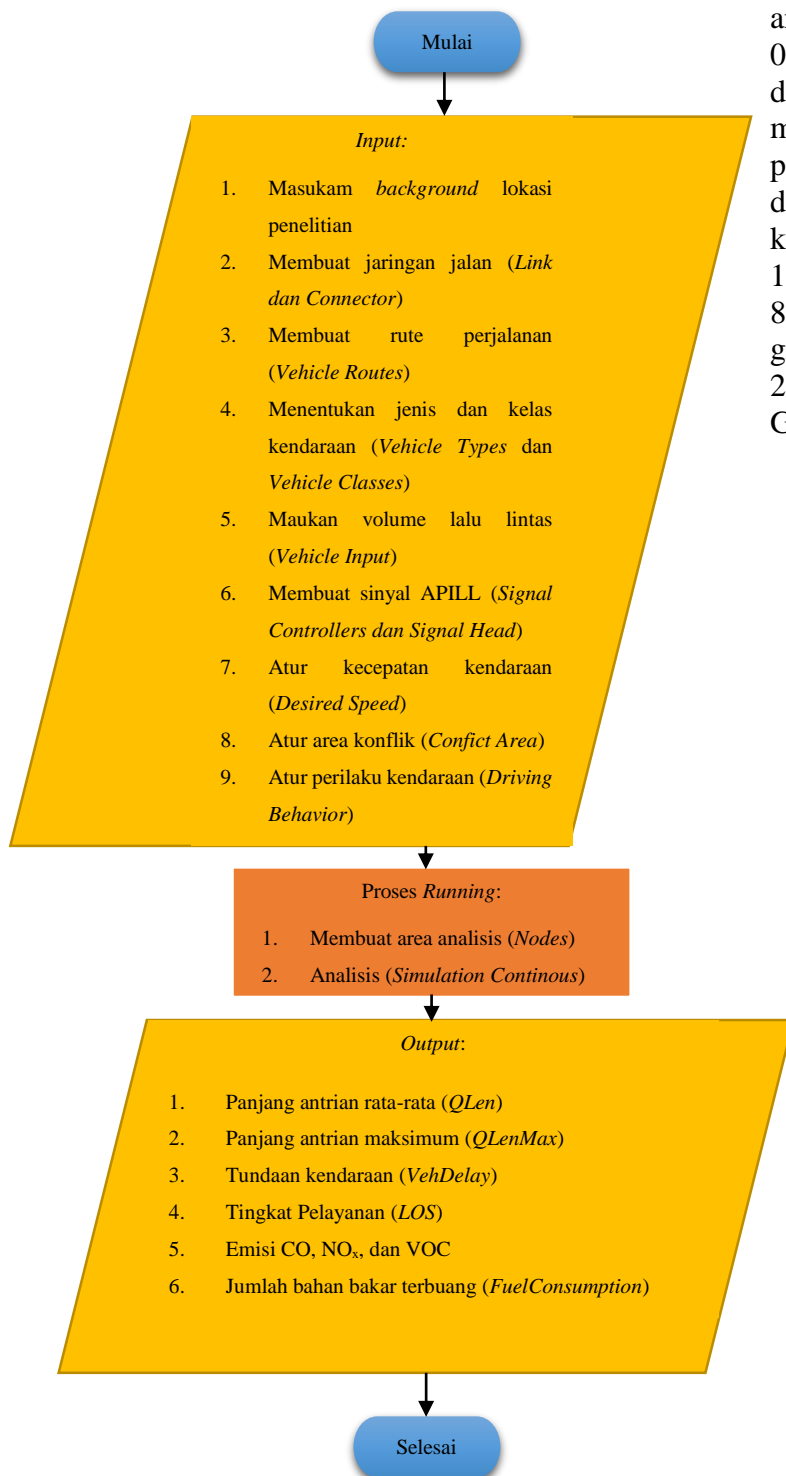 Mulai
Input:
1. Masukam background lokasi
penelitian
2. Membuat jaringan jalan (Link
dan Connector)
3. Membuat rute perjalanan
(Vehicle Routes)
4. Menentukan jenis dan kelas
kendaraan (Vehicle Types dan
Vehicle Classes)
5. Maukan volume lalu lintas
(Vehicle Input)
6. Membuat sinyal APILL (Signal
Controllers dan Signal Head)
7. Atur kecepatan kendaraan
(Desired Speed)
8. Atur area konflik (Confict Area)
9. Atur perilaku kendaraan (Driving
Behavior)
Proses Running:
1. Membuat area analisis (Nodes)
2. Analisis (Simulation Continous)
Output:
1. Panjang antrian rata-rata (QLen)
2. Panjang antrian maksimum (QLenMax)
3. Tundaan kendaraan (VehDelay)
4. Tingkat Pelayanan (LOS)
5. Emisi CO, NOₓ, dan VOC
6. Jumlah bahan bakar terbuang (FuelConsumption)
Selesai